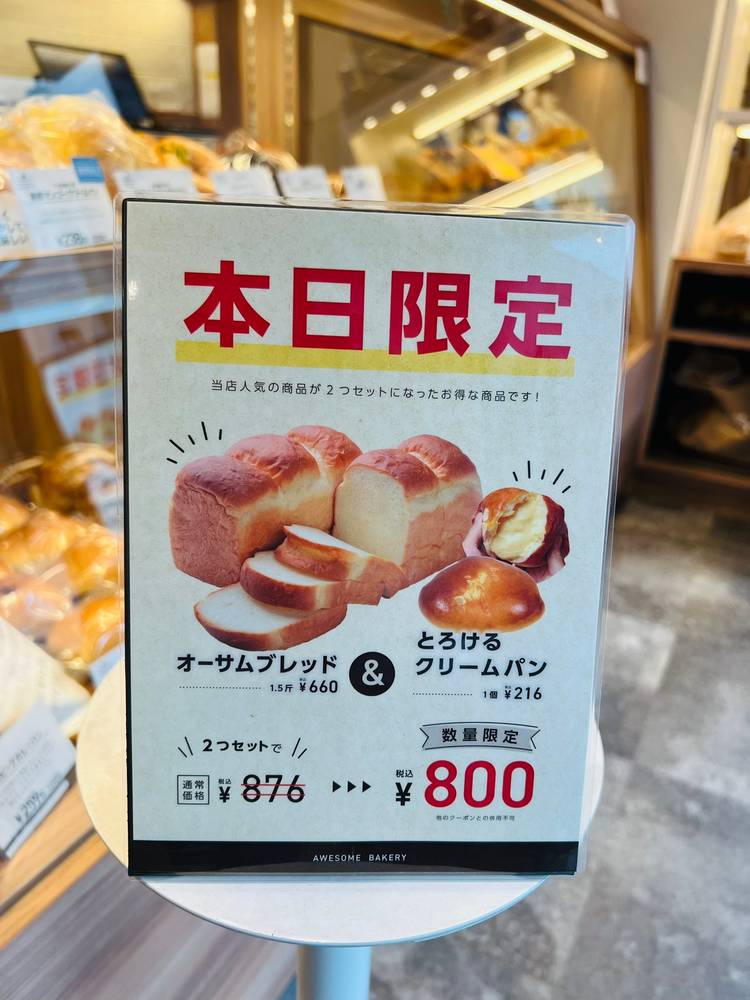 本日限定
当店人気の商品が2つセットになったお得な商品です!
オーサムブレッド
1.5斤 税込 ¥660
&
とろける
クリームパン
1個 税込 ¥216
2つセットで
通常価格 税込 ¥876
▶▶▶
数量限定
税込 ¥800
他のクーポンとの併用不可
AWESOME BAKERY